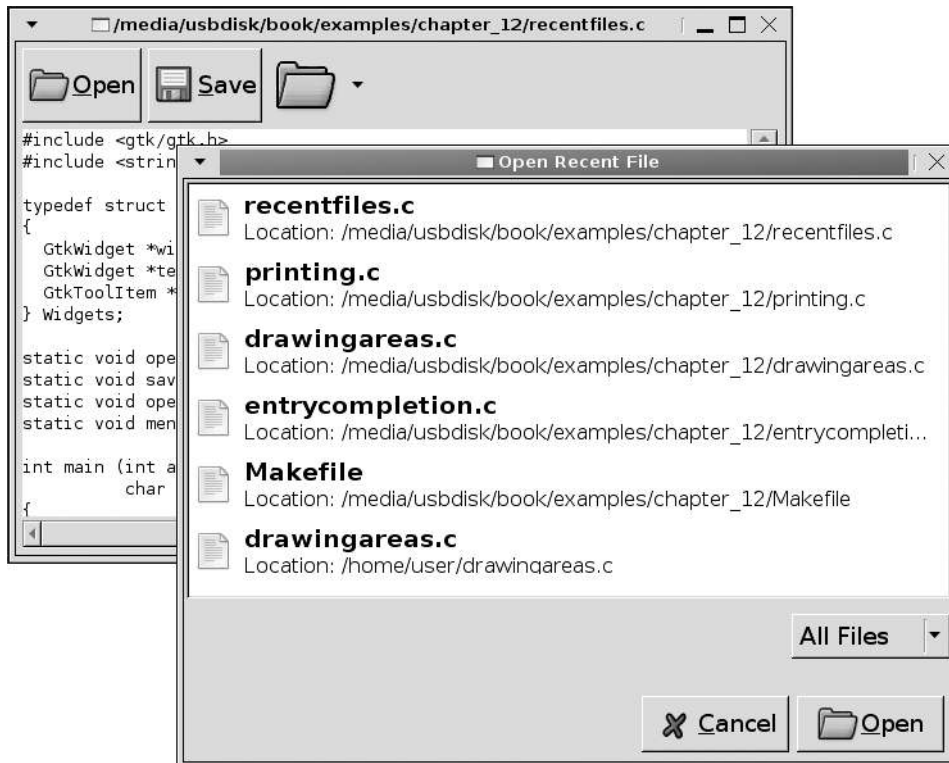 /media/usbdisk/book/examples/chapter_12/recentfiles.c
Open Save
#include <gtk/gtk.h>
#include <strin
typedef struct
{
GtkWidget *wi
GtkWidget *te
GtkToolItem *
} Widgets;
static void ope
static void sav
static void ope
static void men
int main (int a
char
{
Open Recent File
recentfiles.c
Location: /media/usbdisk/book/examples/chapter_12/recentfiles.c
printing.c
Location: /media/usbdisk/book/examples/chapter_12/printing.c
drawingareas.c
Location: /media/usbdisk/book/examples/chapter_12/drawingareas.c
entrycompletion.c
Location: /media/usbdisk/book/examples/chapter_12/entrycompleti...
Makefile
Location: /media/usbdisk/book/examples/chapter_12/Makefile
drawingareas.c
Location: /home/user/drawingareas.c
All Files
Cancel Open